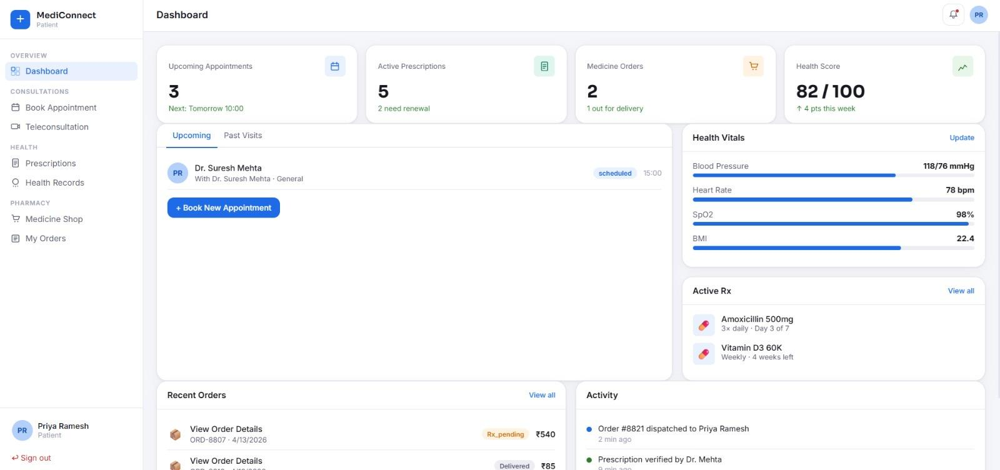 + MediConnect
Patient
Dashboard
PR
OVERVIEW
Dashboard
CONSULTATIONS
Book Appointment
Teleconsultation
HEALTH
Prescriptions
Health Records
PHARMACY
Medicine Shop
My Orders
PR Priya Ramesh
Patient
↩ Sign out
Upcoming Appointments
3
Next: Tomorrow 10:00
Active Prescriptions
5
2 need renewal
Medicine Orders
2
1 out for delivery
Health Score
82 / 100
↑ 4 pts this week
Upcoming Past Visits
PR Dr. Suresh Mehta
With Dr. Suresh Mehta · General
scheduled 15:00
+ Book New Appointment
Health Vitals Update
Blood Pressure 118/76 mmHg
Heart Rate 78 bpm
SpO2 98%
BMI 22.4
Active Rx View all
Amoxicillin 500mg
3× daily · Day 3 of 7
Vitamin D3 60K
Weekly · 4 weeks left
Recent Orders View all
View Order Details
ORD-8807 · 4/13/2026
Rx_pending ₹540
View Order Details
Delivered ₹85
Activity
Order #8821 dispatched to Priya Ramesh
2 min ago
Prescription verified by Dr. Mehta
9 min ago